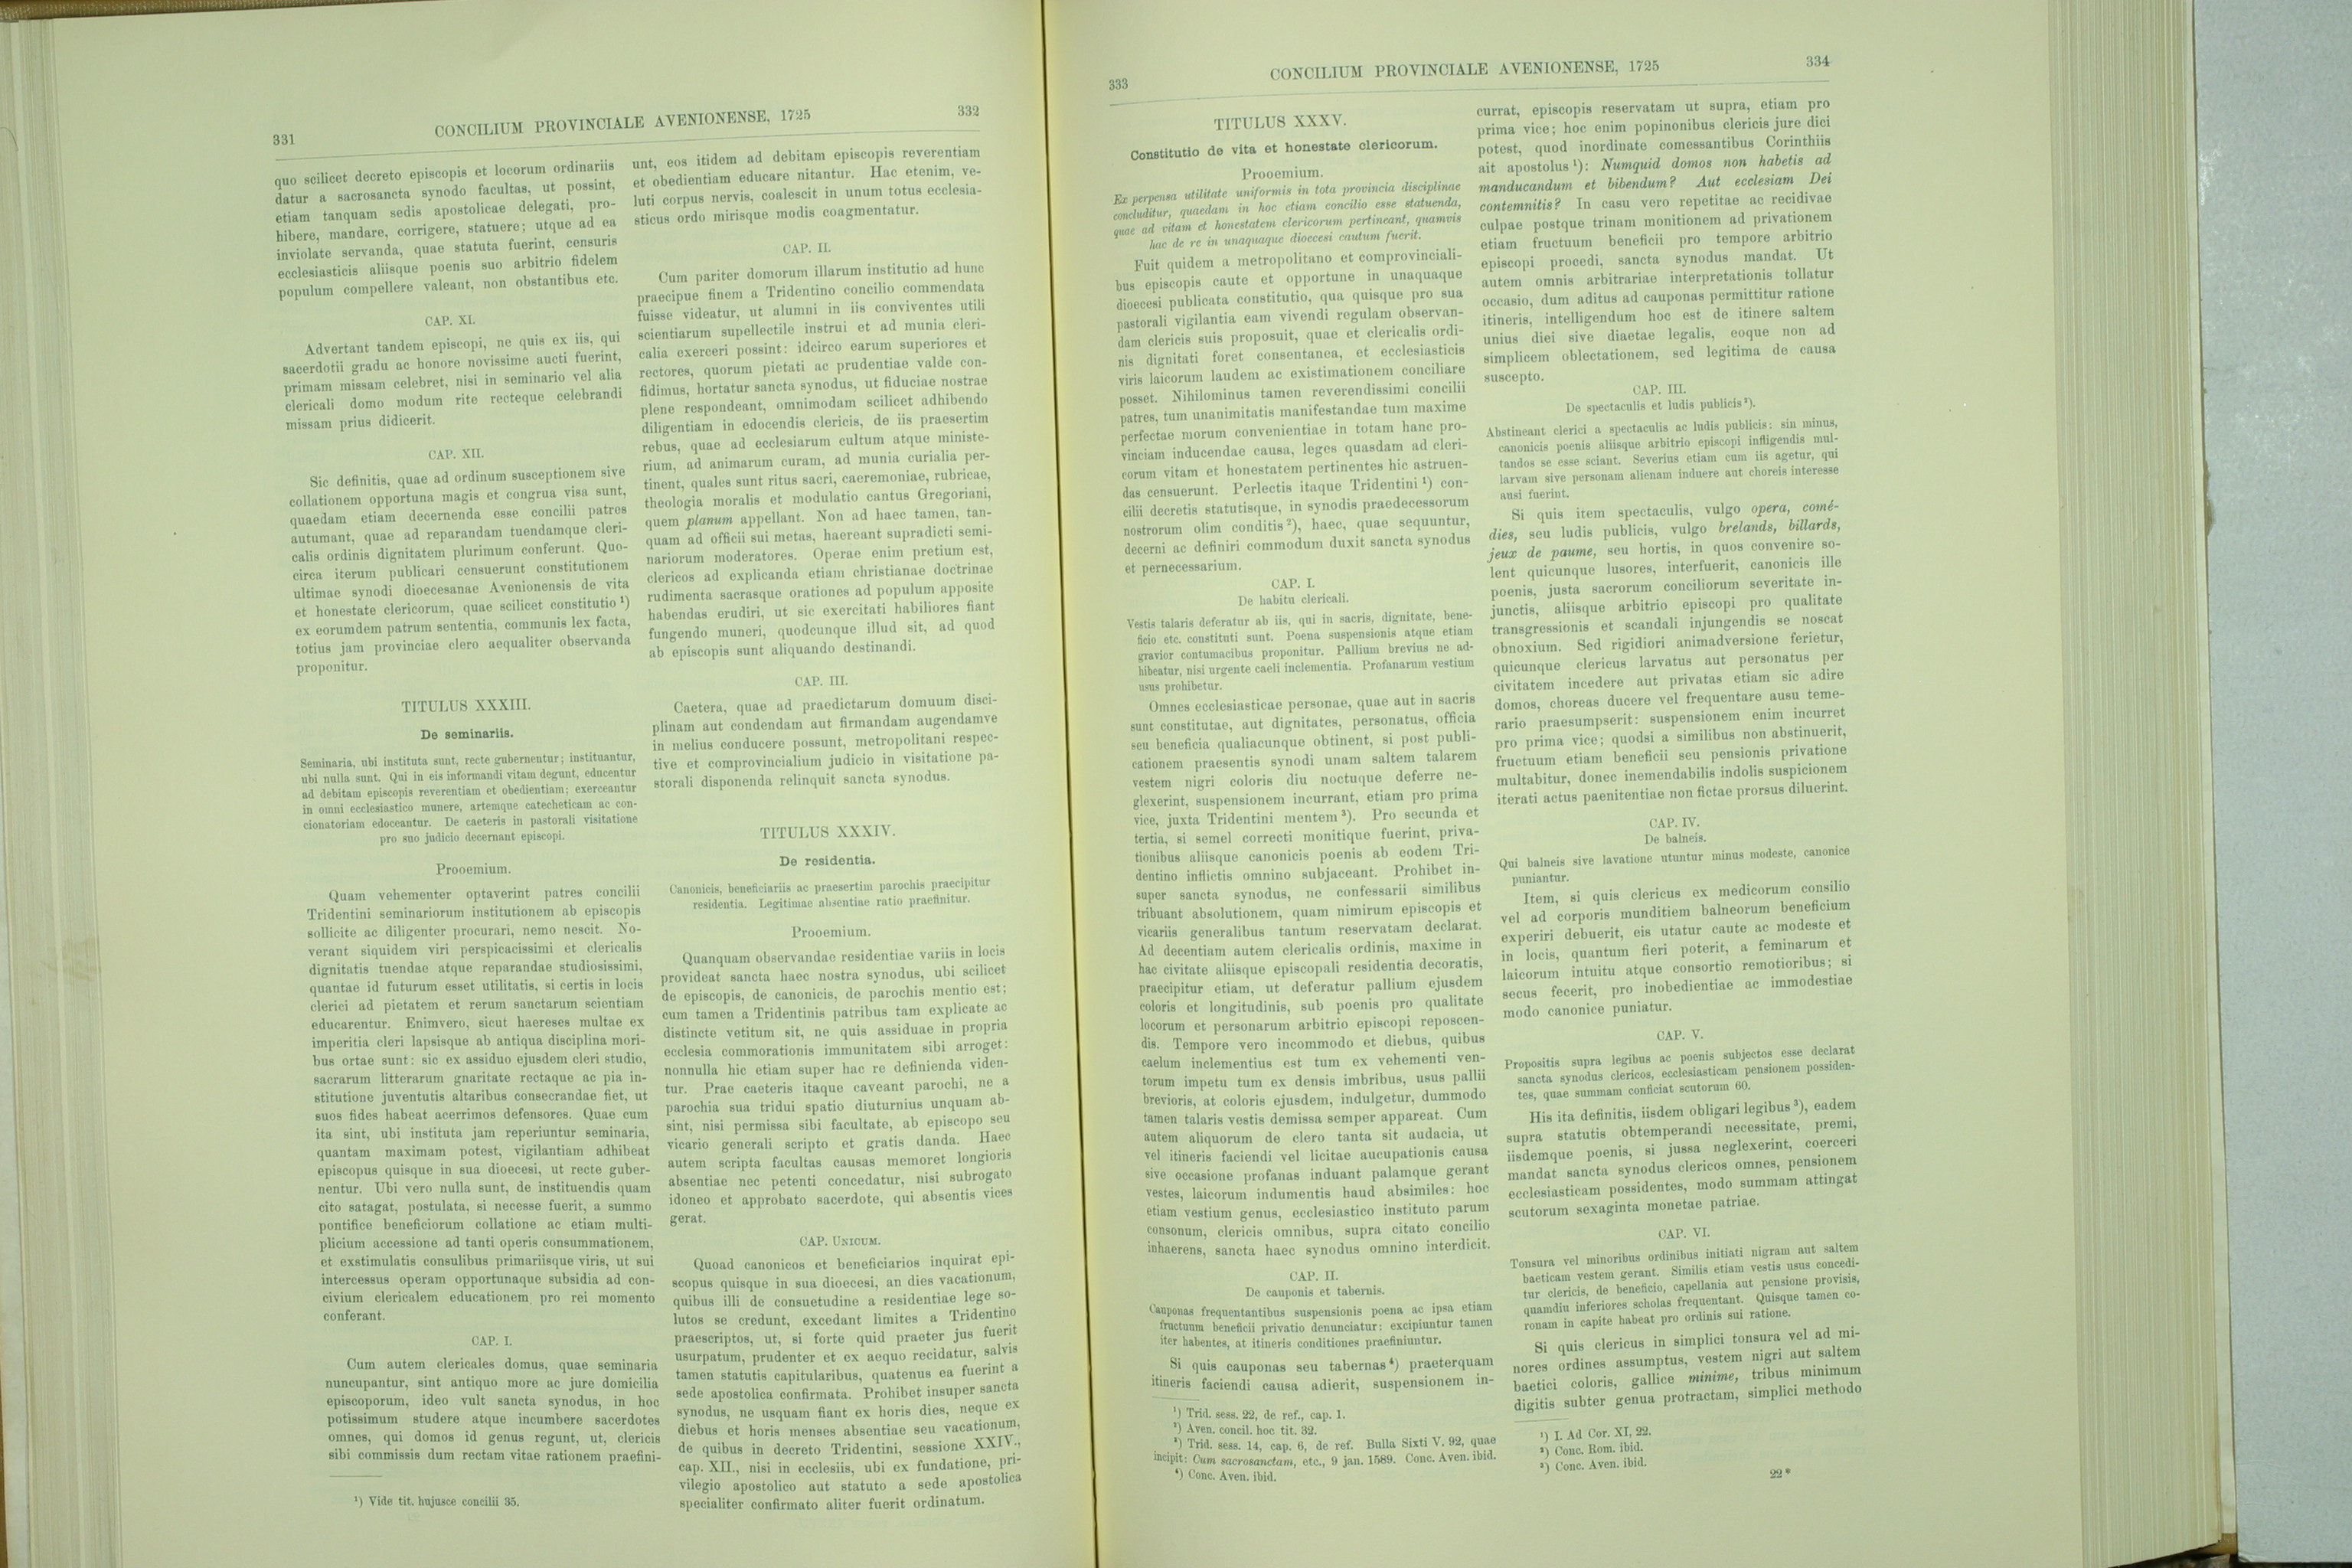 331
CONCILIUM PROVINCIALE AVENIONENSE, 1725
332
quo scilicet decreto episcopis et locorum ordinariis
datur a sacrosancta synodo facultas, ut possint,
etiam tanquam sedis apostolicae delegati, pro-
hibere, mandare, corrigere, statuere; utque ad ea
inviolate servanda, quae statuta fuerint, censuris
ecclesiasticis aliisque poenis suo arbitrio fidelem
populum compellere valeant, non obstantibus etc.
CAP. XI.
Advertant tandem episcopi, ne quis ex iis, qui
sacerdotii gradu ac honore novissime aucti fuerint,
primam missam celebret, nisi in seminario vel alia
clericali domo modum rite recteque celebrandi
missam prius didicerit.
CAP. XII.
Sic definitis, quae ad ordinum susceptionem sive
collationem opportuna magis et congrua visa sunt,
quaedam etiam decernenda esse concilii patres
autumant, quae ad reparandam tuendamque cleri-
calis ordinis dignitatem plurimum conferunt. Quo-
circa iterum publicari censuerunt constitutionem
ultimae synodi dioecesanae Avenionensis de vita
et honestate clericorum, quae scilicet constitutio ¹)
ex eorumdem patrum sententia, communis lex facta,
totius jam provinciae clero aequaliter observanda
proponitur.
TITULUS XXXIII.
De seminariis.
Seminaria, ubi instituta sunt, recte gubernentur; instituantur,
ubi nulla sunt. Qui in eis informandi vitam degunt, educentur
ad debitam episcopis reverentiam et obedientiam; exerceantur
in omni ecclesiastico munere, artemque catecheticam ac con-
cionatoriam edoceantur. De caeteris in pastorali visitatione
pro suo judicio decernant episcopi.
Prooemium.
Quam vehementer optaverint patres concilii
Tridentini seminariorum institutionem ab episcopis
sollicite ac diligenter procurari, nemo nescit. No-
verant siquidem viri perspicacissimi et clericalis
dignitatis tuendae atque reparandae studiosissimi,
quantae id futurum esset utilitatis, si certis in locis
clerici ad pietatem et rerum sanctarum scientiam
educarentur. Enimvero, sicut haereses multae ex
imperitia cleri lapsisque ab antiqua disciplina mori-
bus ortae sunt: sic ex assiduo ejusdem cleri studio,
sacrarum litterarum gnaritate rectaque ac pia in-
stitutione juventutis altaribus consecrandae fiet, ut
suos fides habeat acerrimos defensores. Quae cum
ita sint, ubi instituta jam reperiuntur seminaria,
quantam maximam potest, vigilantiam adhibeat
episcopus quisque in sua dioecesi, ut recte guber-
nentur. Ubi vero nulla sunt, de instituendis quam
cito satagat, postulata, si necesse fuerit, a summo
pontifice beneficiorum collatione ac etiam multi-
plicium accessione ad tanti operis consummationem,
et exstimulatis consulibus primariisque viris, ut sui
intercessus operam opportunaque subsidia ad con-
civium clericalem educationem pro rei momento
conferant.
CAP. I.
Cum autem clericales domus, quae seminaria
nuncupantur, sint antiquo more ac jure domicilia
episcoporum, ideo vult sancta synodus, in hoc
potissimum studere atque incumbere sacerdotes
omnes, qui domos id genus regunt, ut, clericis
sibi commissis dum rectam vitae rationem praefini-
¹) Vide tit. hujusce concilii 35.
unt, eos itidem ad debitam episcopis reverentiam
et obedientiam educare nitantur. Hac etenim, ve-
luti corpus nervis, coalescit in unum totus ecclesia-
sticus ordo mirisque modis coagmentatur.
CAP. II.
Cum pariter domorum illarum institutio ad hunc
praecipue finem a Tridentino concilio commendata
fuisse videatur, ut alumni in iis conviventes utili
scientiarum supellectile instrui et ad munia cleri-
calia exerceri possint: idcirco earum superiores et
rectores, quorum pietati ac prudentiae valde con-
fidimus, hortatur sancta synodus, ut fiduciae nostrae
plene respondeant, omnimodam scilicet adhibendo
diligentiam in edocendis clericis, de iis praesertim
rebus, quae ad ecclesiarum cultum atque ministe-
rium, ad animarum curam, ad munia curialia per-
tinent, quales sunt ritus sacri, caeremoniae, rubricae,
theologia moralis et modulatio cantus Gregoriani,
quem planum appellant. Non ad haec tamen, tan-
quam ad officii sui metas, haereant supradicti semi-
nariorum moderatores. Operae enim pretium est,
clericos ad explicanda etiam christianae doctrinae
rudimenta sacrasque orationes ad populum apposite
habendas erudiri, ut sic exercitati habiliores fiant
fungendo muneri, quodcunque illud sit, ad quod
ab episcopis sunt aliquando destinandi.
CAP. III.
Caetera, quae ad praedictarum domuum disci-
plinam aut condendam aut firmandam augendamve
in melius conducere possunt, metropolitani respec-
tive et comprovincialium judicio in visitatione pa-
storali disponenda relinquit sancta synodus.
TITULUS XXXIV.
De residentia.
Canonicis, beneficiariis ac praesertim parochis praecipitur
residentia. Legitimae absentiae ratio praefinitur.
Prooemium.
Quanquam observandae residentiae variis in locis
provideat sancta haec nostra synodus, ubi scilicet
de episcopis, de canonicis, de parochis mentio est;
cum tamen a Tridentinis patribus tam explicate ac
distincte vetitum sit, ne quis assiduae in propria
ecclesia commorationis immunitatem sibi arroget:
nonnulla hic etiam super hac re definienda viden-
tur. Prae caeteris itaque caveant parochi, ne a
parochia sua tridui spatio diuturnius unquam ab-
sint, nisi permissa sibi facultate, ab episcopo seu
vicario generali scripto et gratis danda. Haec
autem scripta facultas causas memoret longioris
absentiae nec petenti concedatur, nisi subrogato
idoneo et approbato sacerdote, qui absentis vices
gerat.
CAP. UNICUM.
Quoad canonicos et beneficiarios inquirat epi-
scopus quisque in sua dioecesi, an dies vacationum,
quibus illi de consuetudine a residentiae lege so-
lutos se credunt, excedant limites a Tridentino
praescriptos, ut, si forte quid praeter jus fuerit
usurpatum, prudenter et ex aequo recidatur, salvis
tamen statutis capitularibus, quatenus ea fuerint a
sede apostolica confirmata. Prohibet insuper sancta
synodus, ne usquam fiant ex horis dies, neque ex
diebus et horis menses absentiae seu vacationum,
de quibus in decreto Tridentini, sessione XXIV.,
cap. XII., nisi in ecclesiis, ubi ex fundatione, pri-
vilegio apostolico aut statuto a sede apostolica
specialiter confirmato aliter fuerit ordinatum.
333
CONCILIUM PROVINCIALE AVENIONENSE, 1725
334
TITULUS XXXV.
Constitutio de vita et honestate clericorum.
Prooemium.
Ex perpensa utilitate uniformis in tota provincia disciplinae
concluditur, quaedam in hoc etiam concilio esse statuenda,
quae ad vitam et honestatem clericorum pertineant, quamvis
hac de re in unaquaque dioecesi cautum fuerit.
Fuit quidem a metropolitano et comprovinciali-
bus episcopis caute et opportune in unaquaque
dioecesi publicata constitutio, qua quisque pro sua
pastorali vigilantia eam vivendi regulam observan-
dam clericis suis proposuit, quae et clericalis ordi-
nis dignitati foret consentanea, et ecclesiasticis
viris laicorum laudem ac existimationem conciliare
posset. Nihilominus tamen reverendissimi concilii
patres, tum unanimitatis manifestandae tum maxime
perfectae morum convenientiae in totam hanc pro-
vinciam inducendae causa, leges quasdam ad cleri-
corum vitam et honestatem pertinentes hic astruen-
das censuerunt. Perlectis itaque Tridentini ¹) con-
cilii decretis statutisque, in synodis praedecessorum
nostrorum olim conditis ²), haec, quae sequuntur,
decerni ac definiri commodum duxit sancta synodus
et pernecessarium.
CAP. I.
De habitu clericali.
Vestis talaris deferatur ab iis, qui in sacris, dignitate, bene-
ficio etc. constituti sunt. Poena suspensionis atque etiam
gravior contumacibus proponitur. Pallium brevius ne ad-
hibeatur, nisi urgente caeli inclementia. Profanarum vestium
usus prohibetur.
Omnes ecclesiasticae personae, quae aut in sacris
sunt constitutae, aut dignitates, personatus, officia
seu beneficia qualiacunque obtinent, si post publi-
cationem praesentis synodi unam saltem talarem
vestem nigri coloris diu noctuque deferre ne-
glexerint, suspensionem incurrant, etiam pro prima
vice, juxta Tridentini mentem ³). Pro secunda et
tertia, si semel correcti monitique fuerint, priva-
tionibus aliisque canonicis poenis ab eodem Tri-
dentino inflictis omnino subjaceant. Prohibet in-
super sancta synodus, ne confessarii similibus
tribuant absolutionem, quam nimirum episcopis et
vicariis generalibus tantum reservatam declarat.
Ad decentiam autem clericalis ordinis, maxime in
hac civitate aliisque episcopali residentia decoratis,
praecipitur etiam, ut deferatur pallium ejusdem
coloris et longitudinis, sub poenis pro qualitate
locorum et personarum arbitrio episcopi reposcen-
dis. Tempore vero incommodo et diebus, quibus
caelum inclementius est tum ex vehementi ven-
torum impetu tum ex densis imbribus, usus pallii
brevioris, at coloris ejusdem, indulgetur, dummodo
tamen talaris vestis demissa semper appareat. Cum
autem aliquorum de clero tanta sit audacia, ut
vel itineris faciendi vel licitae aucupationis causa
sive occasione profanas induant palamque gerant
vestes, laicorum indumentis haud absimiles: hoc
etiam vestium genus, ecclesiastico instituto parum
consonum, clericis omnibus, supra citato concilio
inhaerens, sancta haec synodus omnino interdicit.
CAP. II.
De cauponis et tabernis.
Cauponas frequentantibus suspensionis poena ac ipsa etiam
fructuum beneficii privatio denunciatur: excipiuntur tamen
iter habentes, at itineris conditiones praefiniuntur.
Si quis cauponas seu tabernas ⁴) praeterquam
itineris faciendi causa adierit, suspensionem in-
¹) Trid. sess. 22, de ref., cap. 1.
²) Aven. concil. hoc tit. 32.
³) Trid. sess. 14, cap. 6, de ref. Bulla Sixti V. 92, quae
incipit: Cum sacrosanctam, etc., 9 jan. 1589. Conc. Aven. ibid.
⁴) Conc. Aven. ibid.
currat, episcopis reservatam ut supra, etiam pro
prima vice; hoc enim popinonibus clericis jure dici
potest, quod inordinate comessantibus Corinthiis
ait apostolus ¹): Numquid domos non habetis ad
manducandum et bibendum? Aut ecclesiam Dei
contemnitis? In casu vero repetitae ac recidivae
culpae postque trinam monitionem ad privationem
etiam fructuum beneficii pro tempore arbitrio
episcopi procedi, sancta synodus mandat. Ut
autem omnis arbitrariae interpretationis tollatur
occasio, dum aditus ad cauponas permittitur ratione
itineris, intelligendum hoc est de itinere saltem
unius diei sive diaetae legalis, eoque non ad
simplicem oblectationem, sed legitima de causa
suscepto.
CAP. III.
De spectaculis et ludis publicis ²).
Abstineant clerici a spectaculis ac ludis publicis: sin minus,
canonicis poenis aliisque arbitrio episcopi infligendis mul-
tandos se esse sciant. Severius etiam cum iis agetur, qui
larvam sive personam alienam induere aut choreis interesse
ausi fuerint.
Si quis item spectaculis, vulgo opera, comé-
dies, seu ludis publicis, vulgo brelands, billards,
jeux de paume, seu hortis, in quos convenire so-
lent quicunque lusores, interfuerit, canonicis ille
poenis, justa sacrorum conciliorum severitate in-
junctis, aliisque arbitrio episcopi pro qualitate
transgressionis et scandali injungendis se noscat
obnoxium. Sed rigidiori animadversione ferietur,
quicunque clericus larvatus aut personatus per
civitatem incedere aut privatas etiam sic adire
domos, choreas ducere vel frequentare ausu teme-
rario praesumpserit: suspensionem enim incurret
pro prima vice; quodsi a similibus non abstinuerit,
fructuum etiam beneficii seu pensionis privatione
multabitur, donec inemendabilis indolis suspicionem
iterati actus paenitentiae non fictae prorsus diluerint.
CAP. IV.
De balneis.
Qui balneis sive lavatione utuntur minus modeste, canonice
puniantur.
Item, si quis clericus ex medicorum consilio
vel ad corporis munditiem balneorum beneficium
experiri debuerit, eis utatur caute ac modeste et
in locis, quantum fieri poterit, a feminarum et
laicorum intuitu atque consortio remotioribus; si
secus fecerit, pro inobedientiae ac immodestiae
modo canonice puniatur.
CAP. V.
Propositis supra legibus ac poenis subjectos esse declarat
sancta synodus clericos, ecclesiasticam pensionem possiden-
tes, quae summam conficiat scutorum 60.
His ita definitis, iisdem obligari legibus ³), eadem
supra statutis obtemperandi necessitate, premi,
iisdemque poenis, si jussa neglexerint, coerceri
mandat sancta synodus clericos omnes, pensionem
ecclesiasticam possidentes, modo summam attingat
scutorum sexaginta monetae patriae.
CAP. VI.
Tonsura vel minoribus ordinibus initiati nigram aut saltem
baeticam vestem gerant. Similis etiam vestis usus concedi-
tur clericis, de beneficio, capellania aut pensione provisis,
quamdiu inferiores scholas frequentant. Quisque tamen co-
ronam in capite habeat pro ordinis sui ratione.
Si quis clericus in simplici tonsura vel ad mi-
nores ordines assumptus, vestem nigri aut saltem
baetici coloris, gallice minime, tribus minimum
digitis subter genua protractam, simplici methodo
¹) I. Ad Cor. XI, 22.
²) Conc. Rom. ibid.
³) Conc. Aven. ibid.
22*